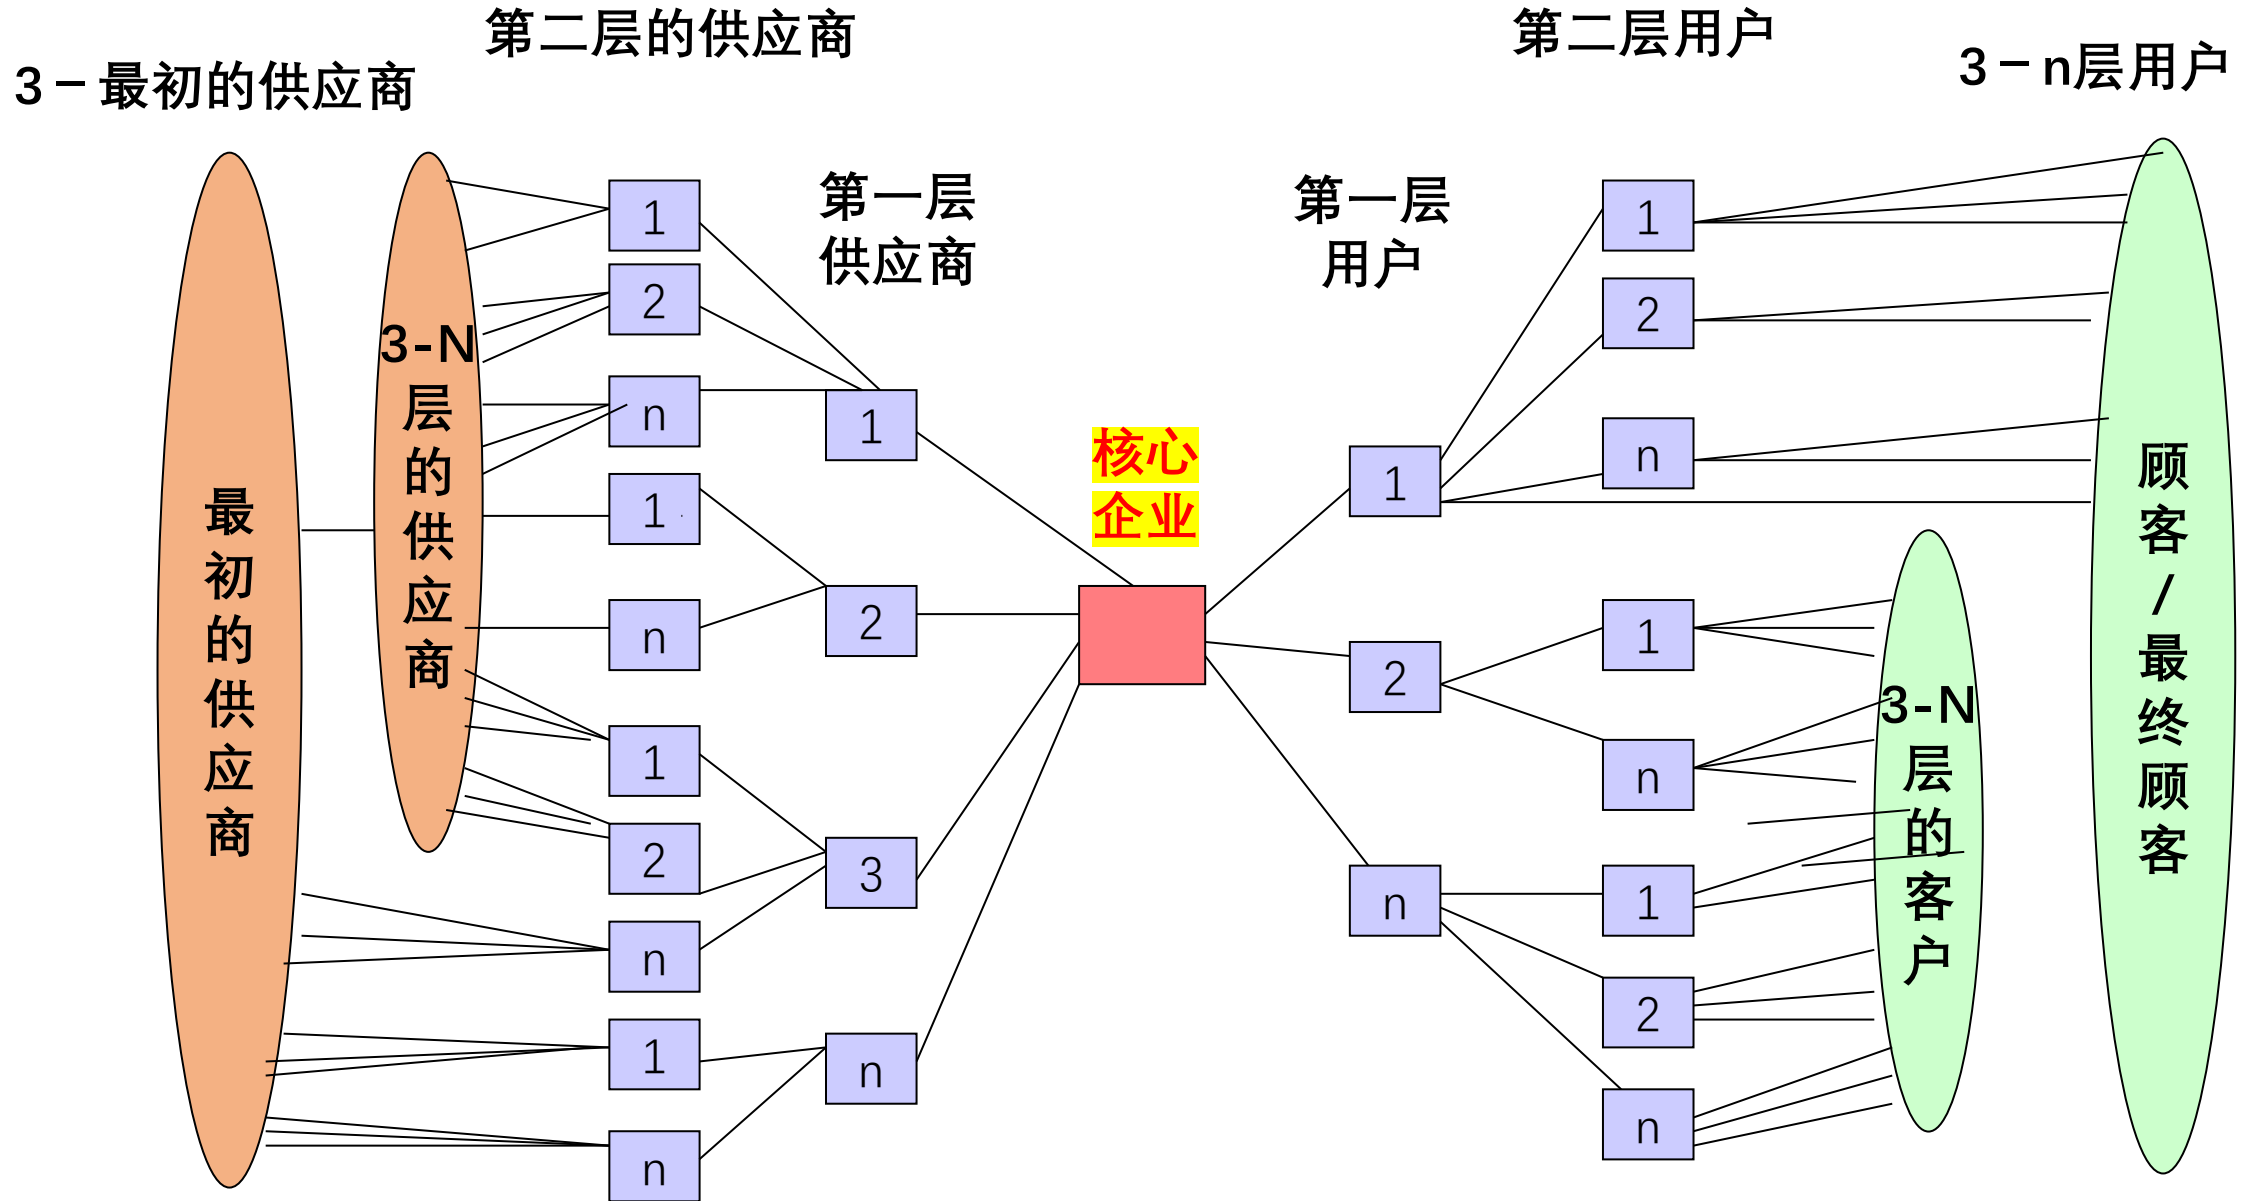 第二层的供应商
第二层用户
3－最初的供应商
3－n层用户
第一层
供应商
第一层
用户
核心
企业
最
初
的
供
应
商
3-N
层
的
供
应
商
1
2
n
1
n
1
2
n
1
n
1
2
3
n
1
2
n
1
2
n
1
n
1
2
n
3-N
层
的
客
户
顾
客
/
最
终
顾
客